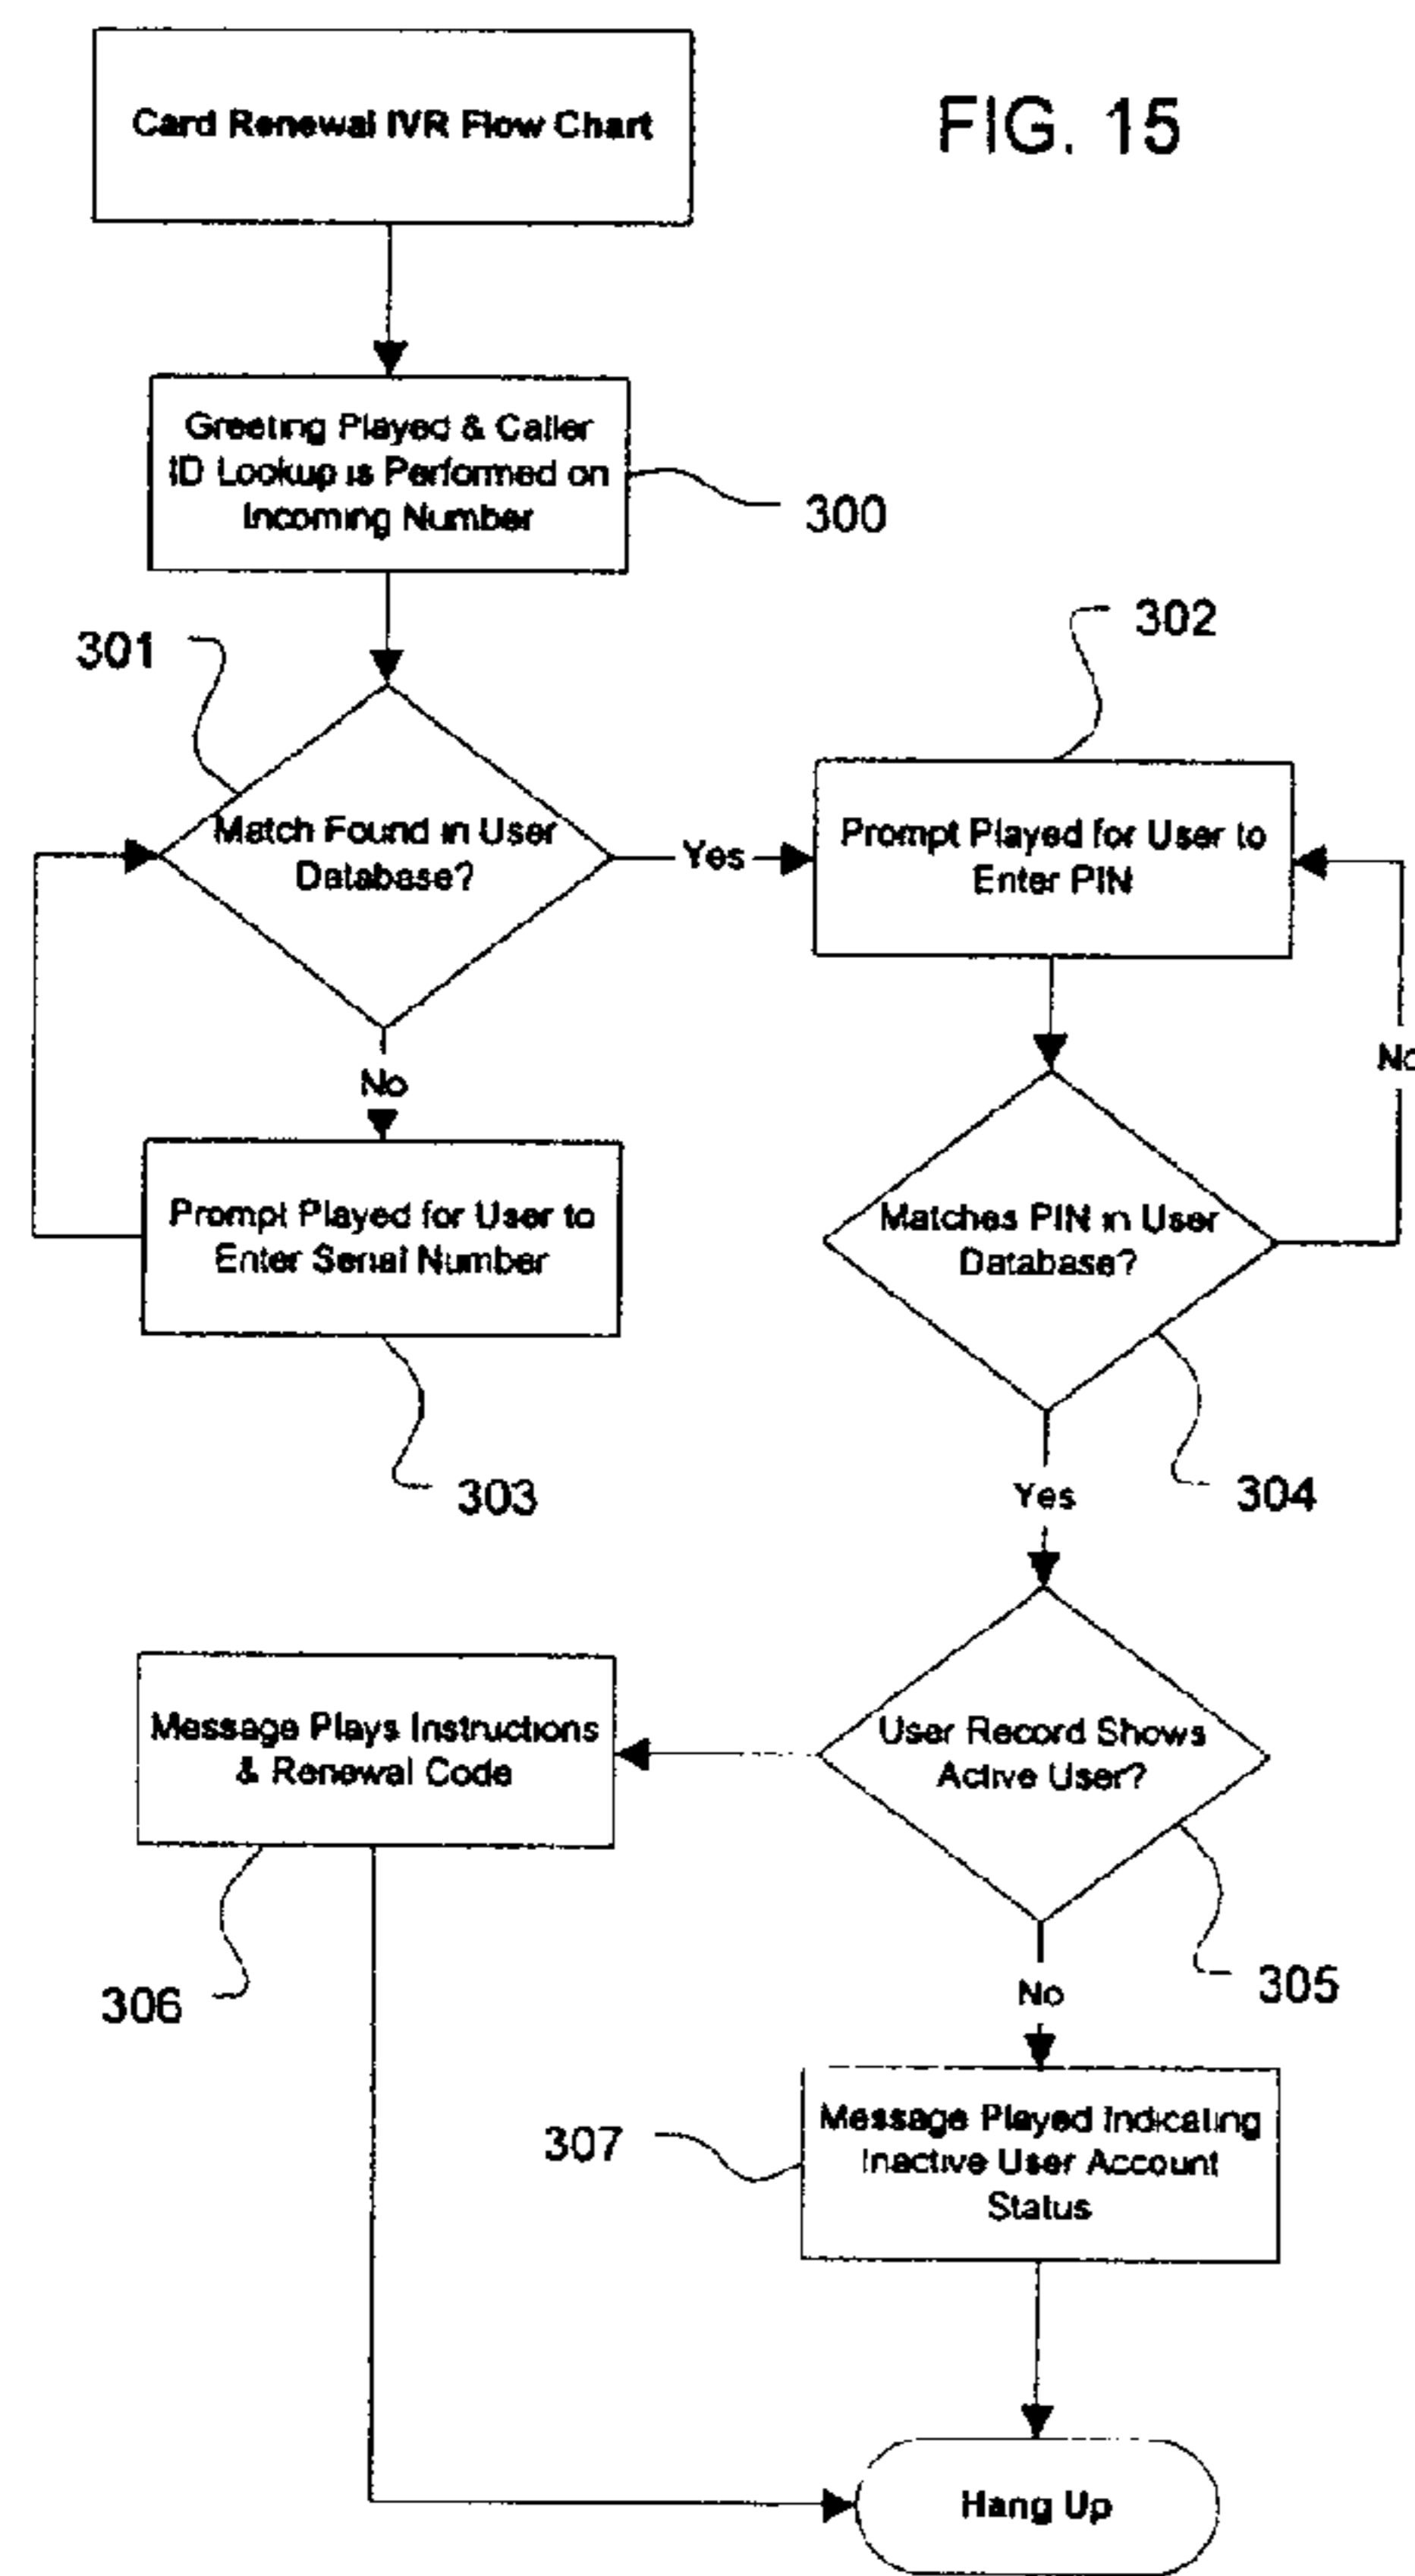 Card Renewal IVR Flow Chart
FIG. 15
Greeting Played & Caller
ID Lookup is Performed on
Incoming Number
300
301
302
Match Found in User
Database?
Yes
Prompt Played for User to
Enter PIN
No
No
Prompt Played for User to
Enter Serial Number
Matches PIN in User
Database?
303
304
Yes
Message Plays Instructions
& Renewal Code
User Record Shows
Active User?
306
305
No
307
Message Played Indicating
Inactive User Account
Status
Hang Up